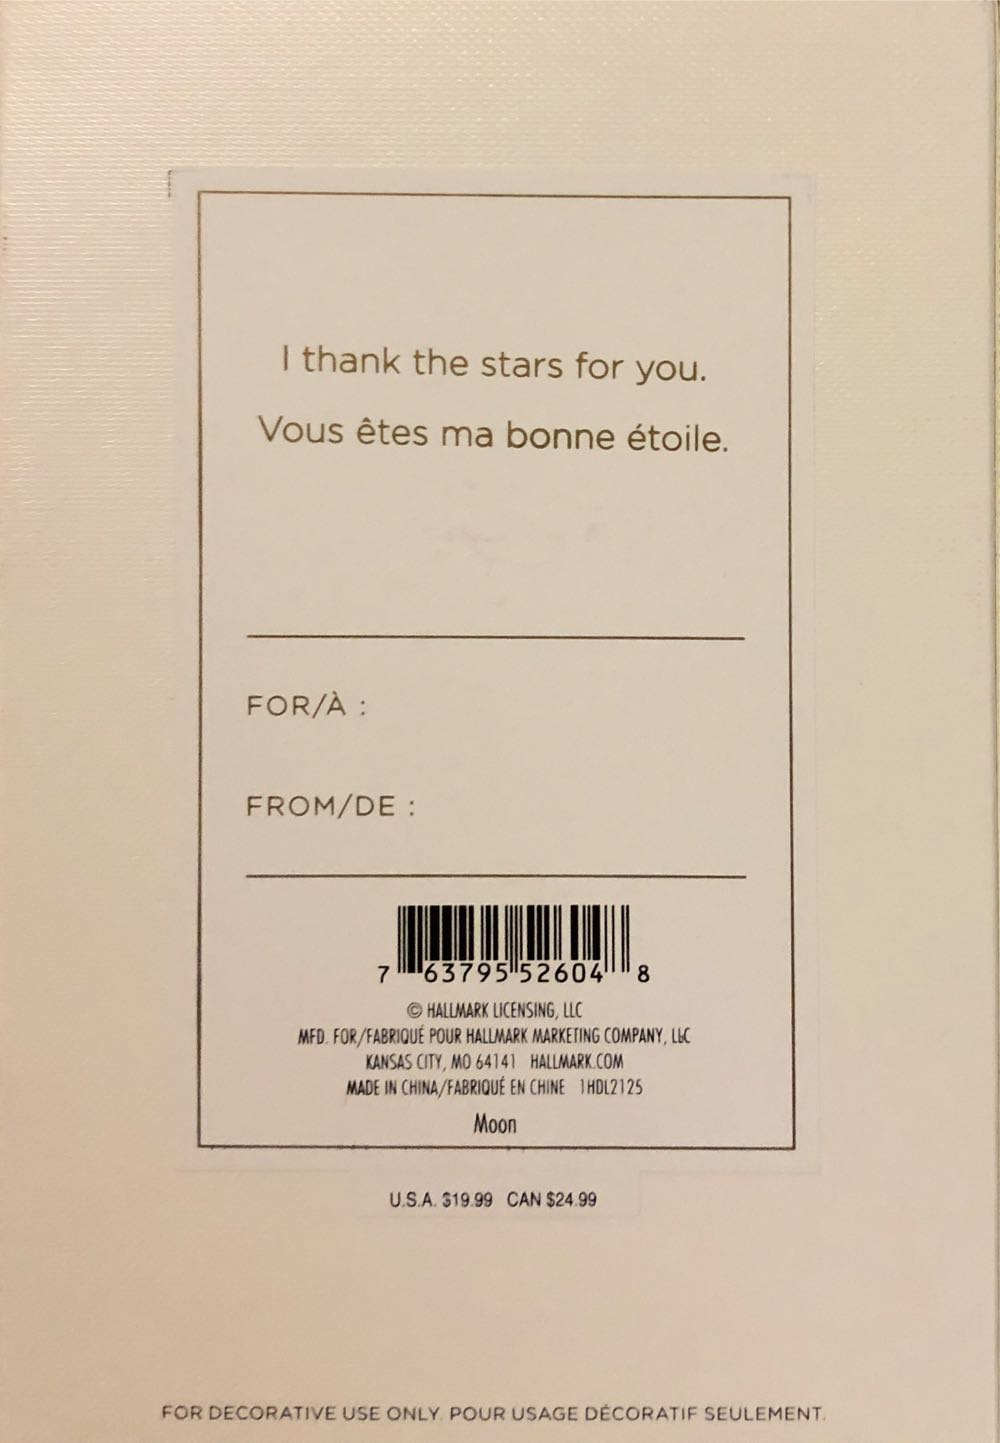 I thank the stars for you.
Vous êtes ma bonne étoile.
FOR/À :
FROM/DE :
7 63795 52604 8
© HALLMARK LICENSING, LLC
MFD. FOR/FABRIQUÉ POUR HALLMARK MARKETING COMPANY, LLC
KANSAS CITY, MO 64141 HALLMARK.COM
MADE IN CHINA/FABRIQUÉ EN CHINE 1HDL2125
Moon
U.S.A. $19.99 CAN $24.99
FOR DECORATIVE USE ONLY. POUR USAGE DÉCORATIF SEULEMENT.